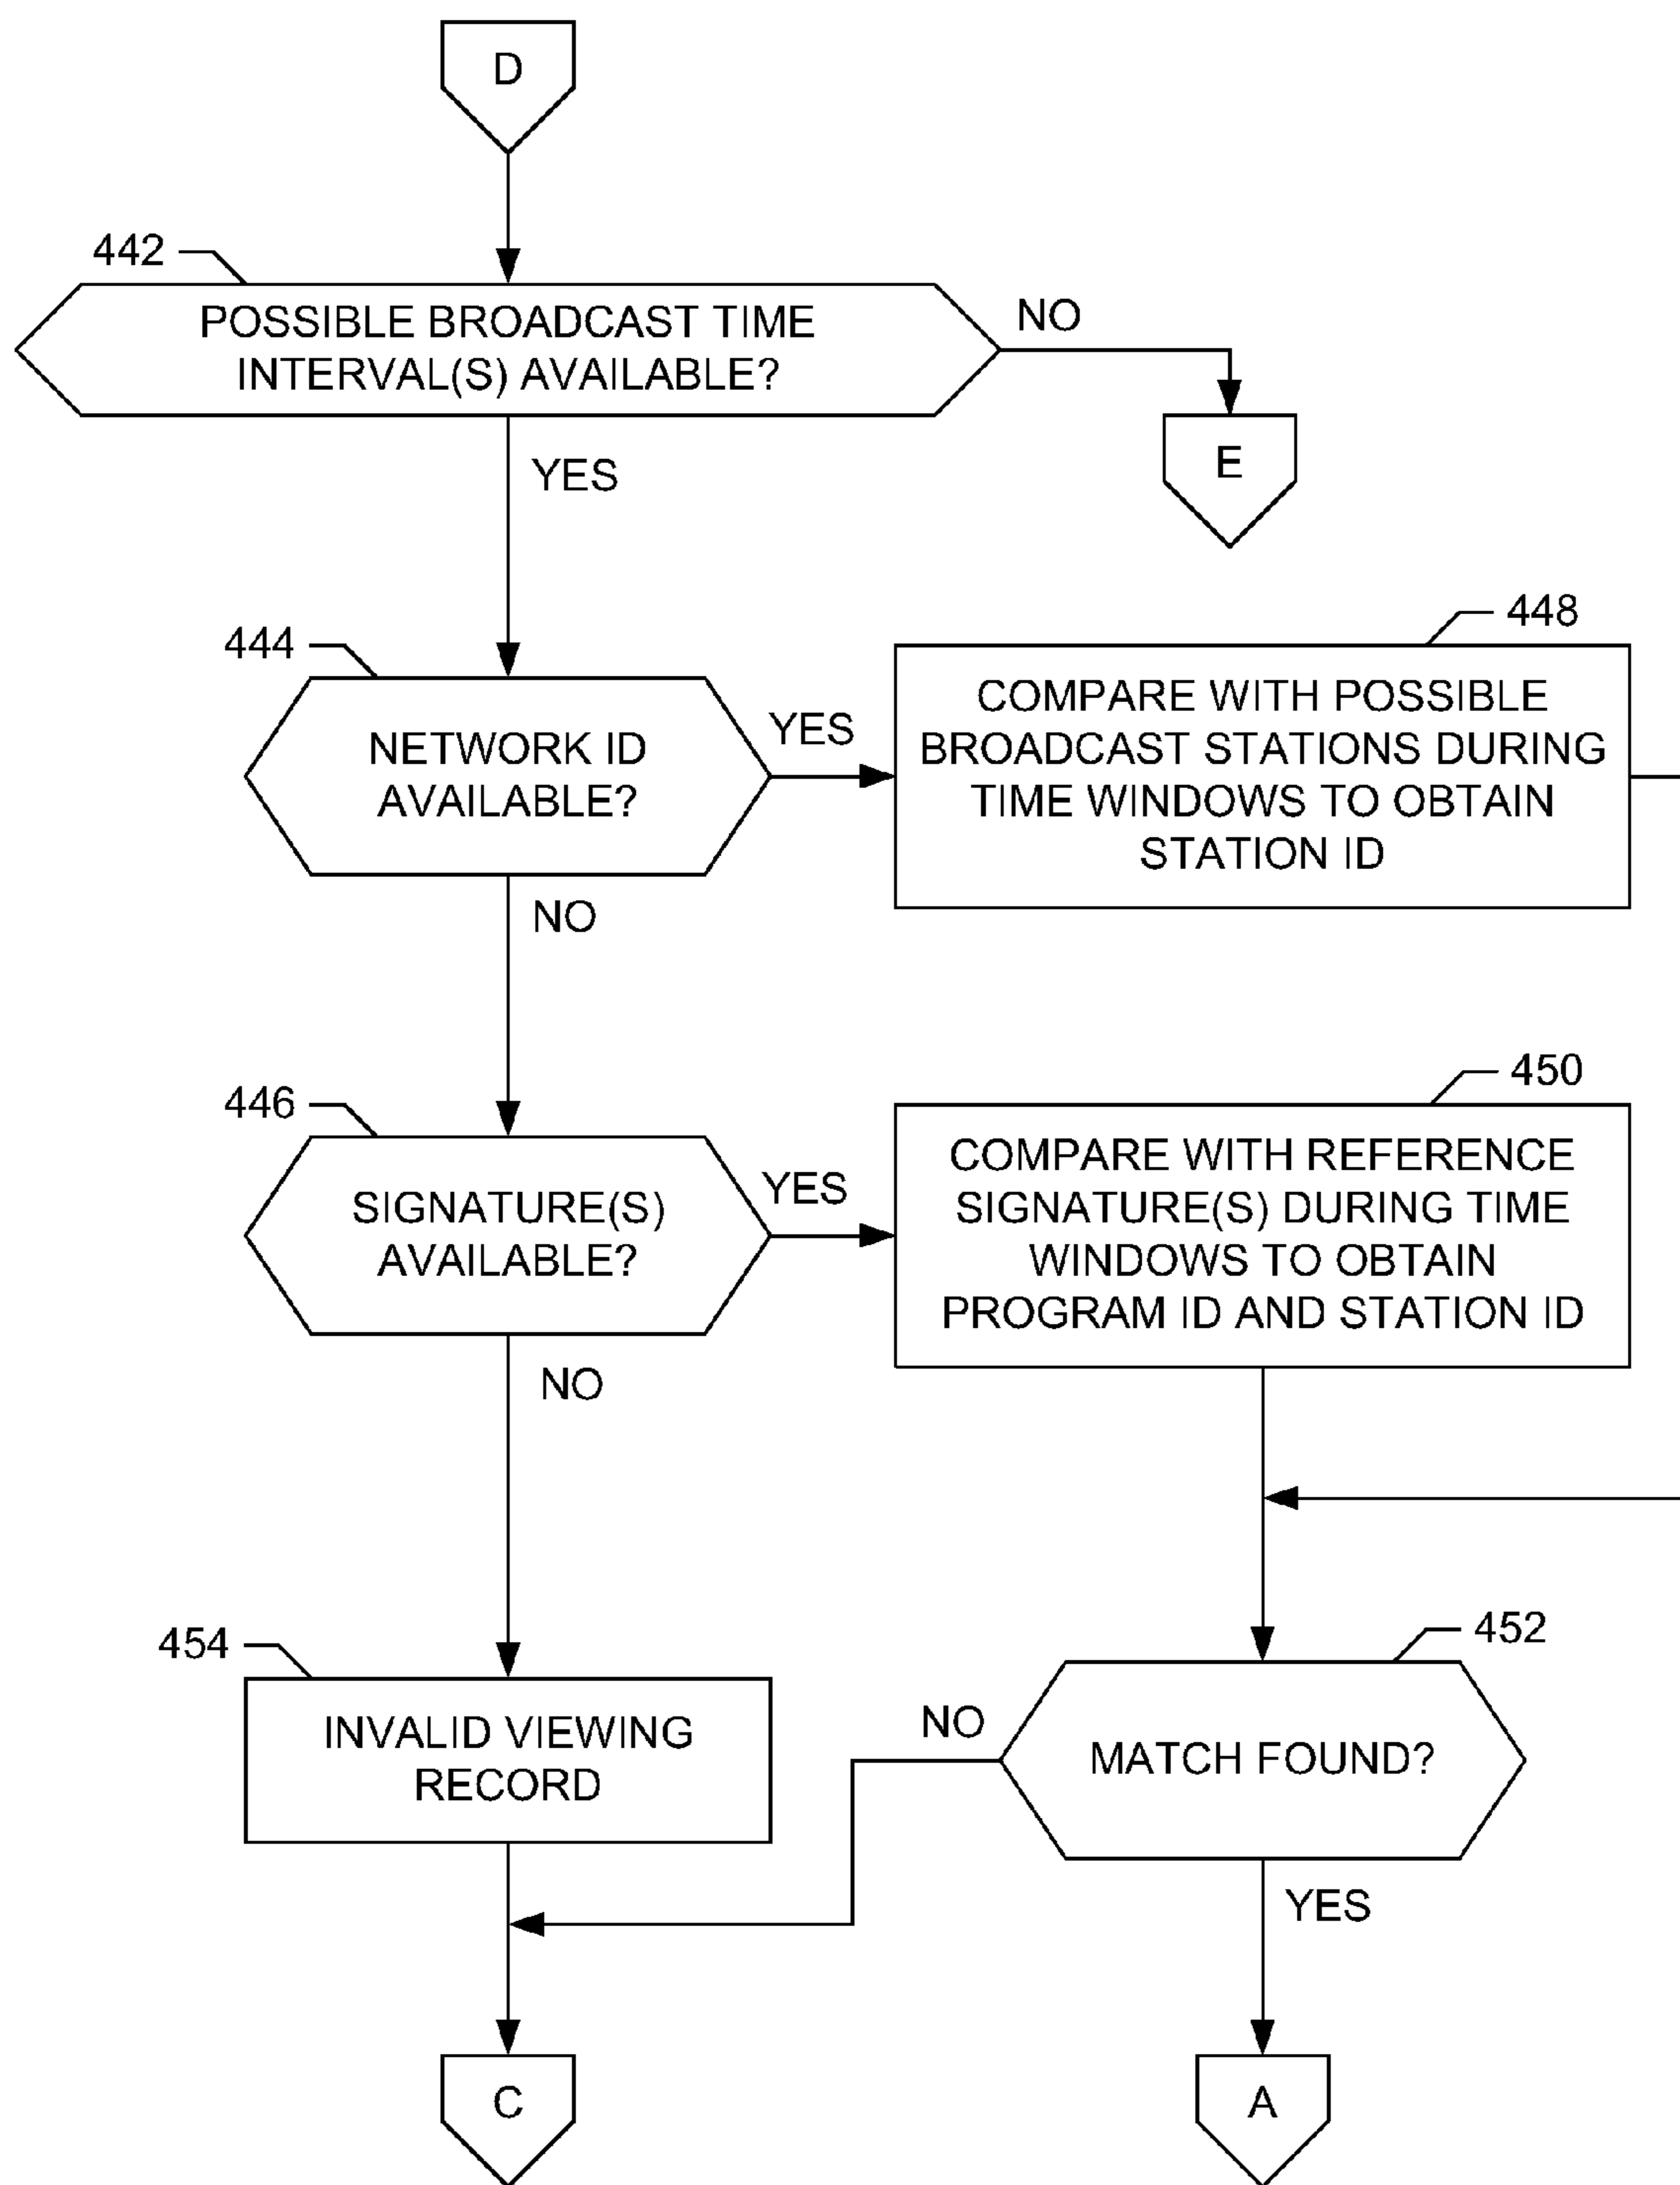 D
442
POSSIBLE BROADCAST TIME
INTERVAL(S) AVAILABLE?
NO
E
YES
444
NETWORK ID
AVAILABLE?
YES
448
COMPARE WITH POSSIBLE
BROADCAST STATIONS DURING
TIME WINDOWS TO OBTAIN
STATION ID
NO
446
SIGNATURE(S)
AVAILABLE?
YES
450
COMPARE WITH REFERENCE
SIGNATURE(S) DURING TIME
WINDOWS TO OBTAIN
PROGRAM ID AND STATION ID
NO
454
INVALID VIEWING
RECORD
452
MATCH FOUND?
NO
YES
C
A